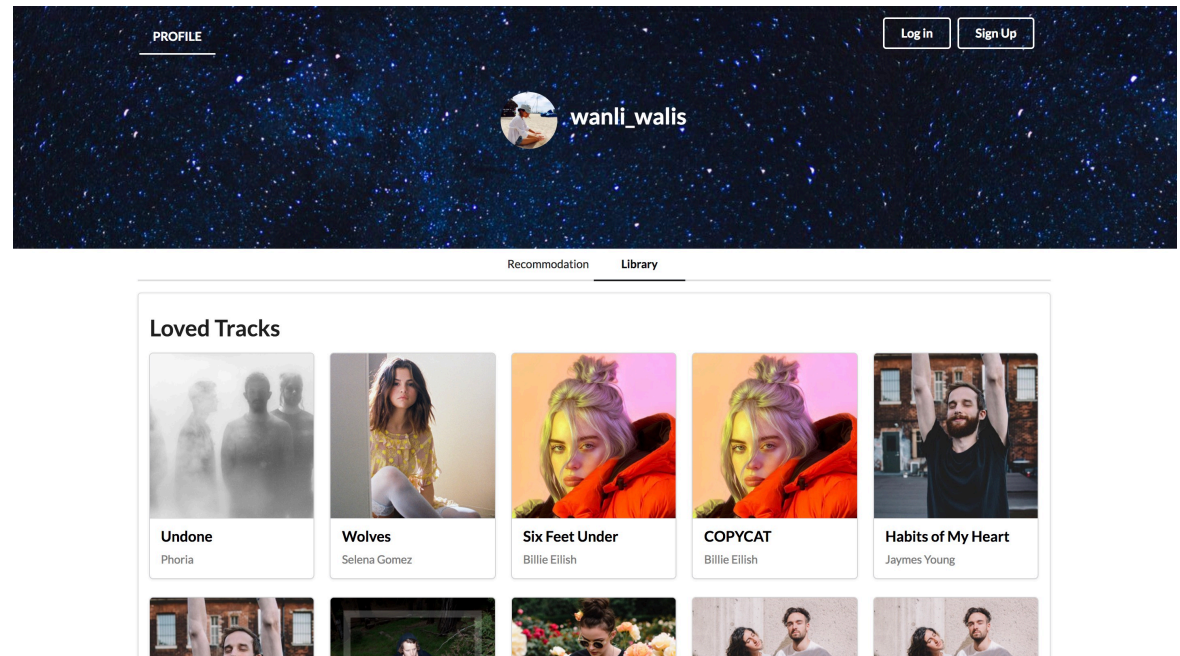 PROFILE
Log in
Sign Up
wanli_walis
Recommodation
Library
Loved Tracks
Undone
Phoria
Wolves
Selena Gomez
Six Feet Under
Billie Eilish
COPYCAT
Billie Eilish
Habits of My Heart
Jaymes Young